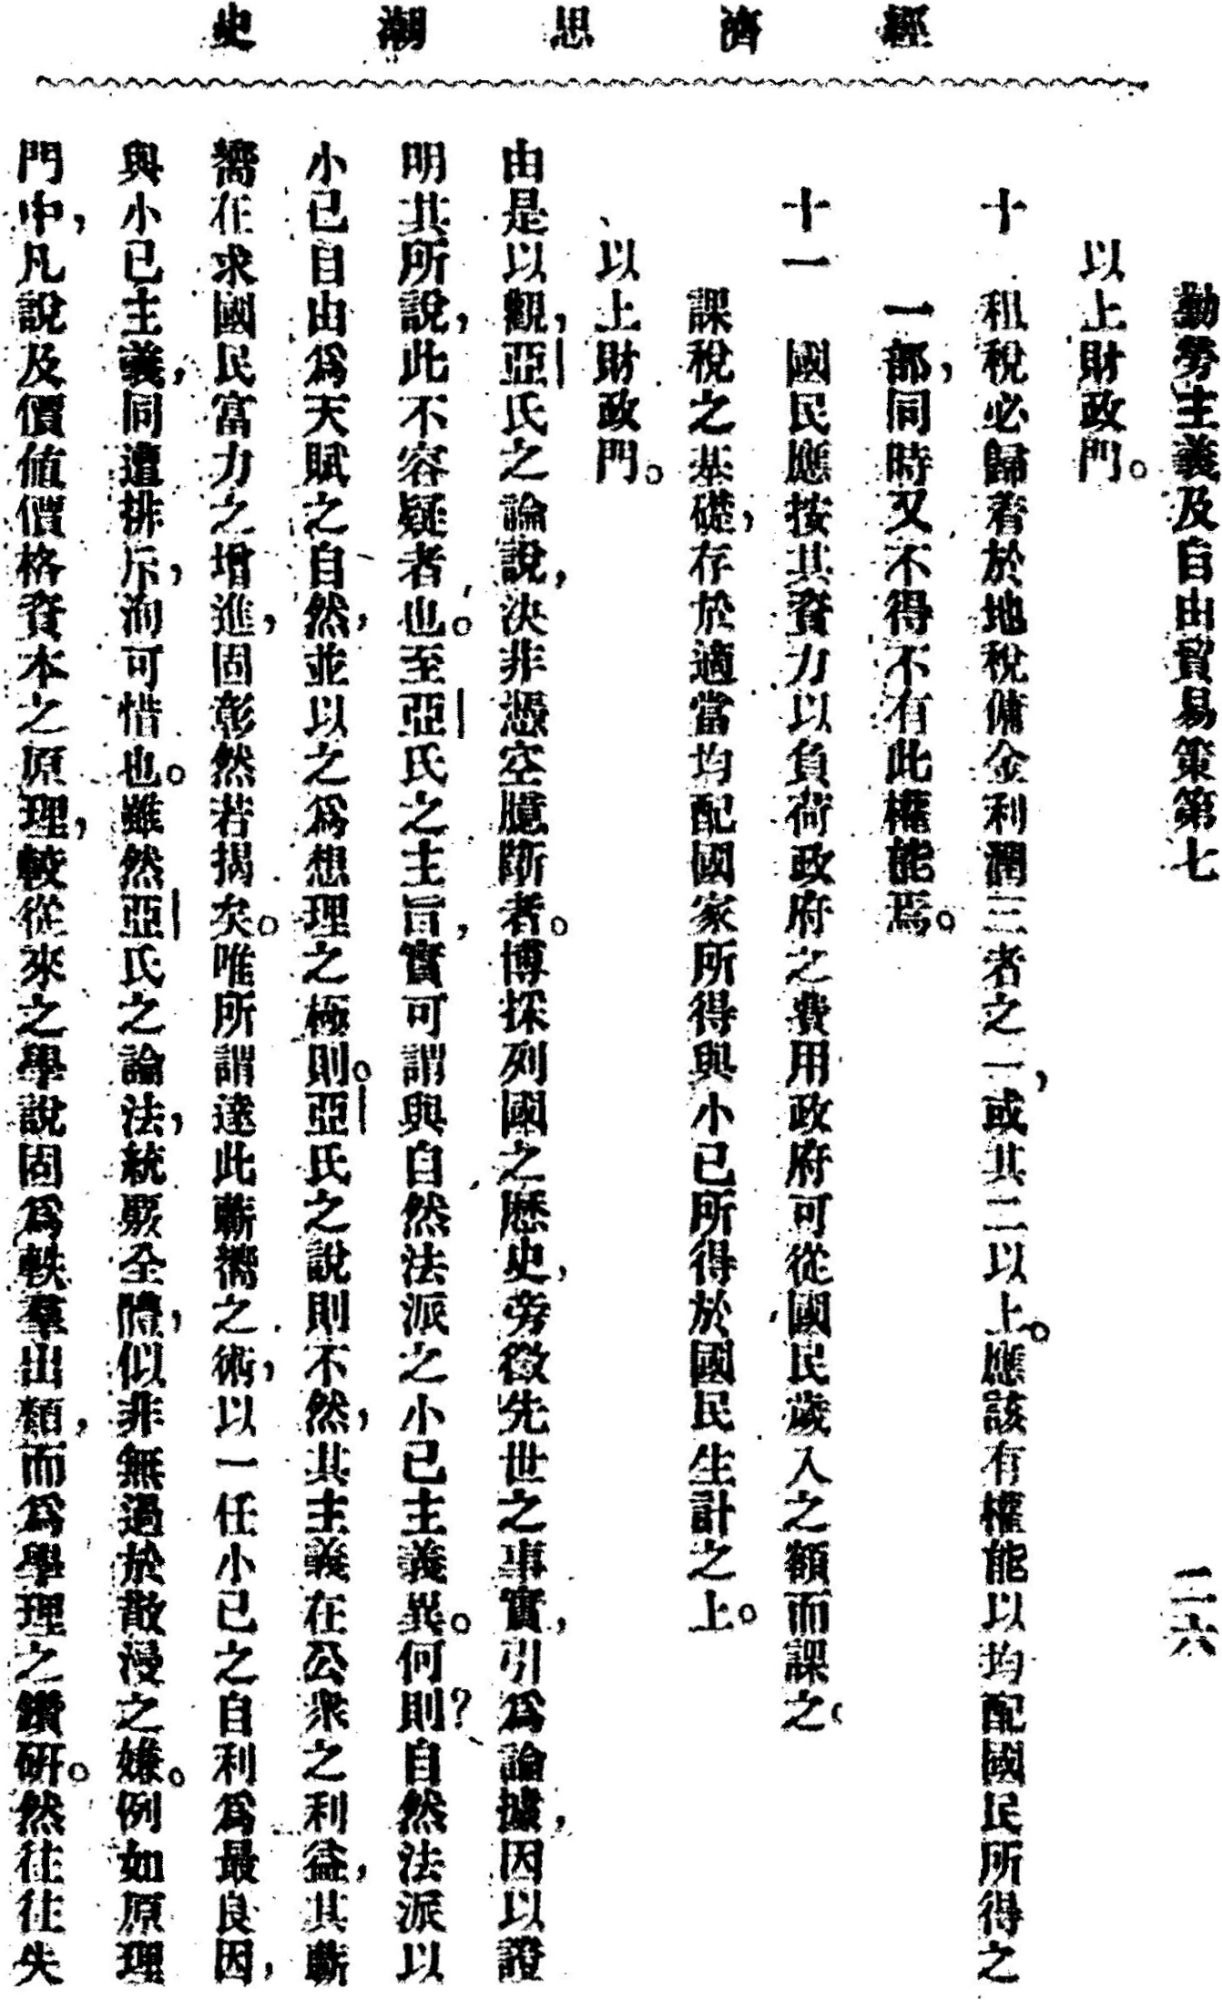 經濟思潮史
勤勞主義及自由貿易策第七 二六
以上財政門。
十 租稅必歸着於地稅傭金利潤三者之一，或其二以上。應該有權能以均配國民所得之
一部，同時又不得不有此權能焉。
十一 國民應按其資力以負荷政府之費用政府可從國民歲入之額而課之。
課稅之基礎，存於適當均配國家所得與小己所得於國民生計之上。
以上財政門。
由是以觀，亞氏之論說，決非憑空臆斷者。博採列國之歷史，旁徵先世之事實，引爲論據，因以證
明其所說，此不容疑者也。至亞氏之主旨，實可謂與自然法派之小己主義異。何則？自然法派以
小已自由爲天賦之自然，並以之爲想理之極則。亞氏之說則不然，其主義在公衆之利益，其蘄
嚮在求國民富力之增進，固彰然若揭矣。唯所謂達此蘄嚮之術，以一任小已之自利爲最良因，
與小已主義，同遭排斥，洵可惜也。雖然亞氏之論法，統覈全體，似非無過於散漫之嫌。例如原理
門中，凡說及價値價格資本之原理，較從來之學說固爲軼羣出類，而爲學理之鑽研。然往往失